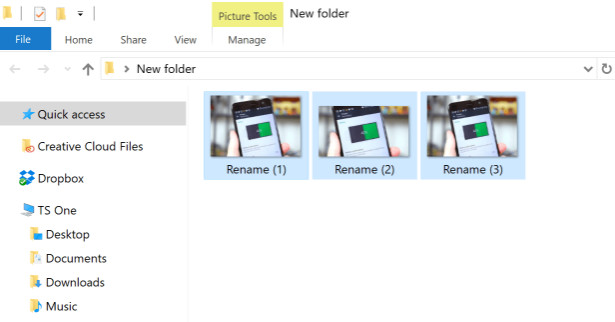 Picture Tools
New folder
File
Home
Share
View
Manage
New folder
Quick access
Creative Cloud Files
Dropbox
TS One
Desktop
Documents
Downloads
Music
Rename (1)
Rename (2)
Rename (3)